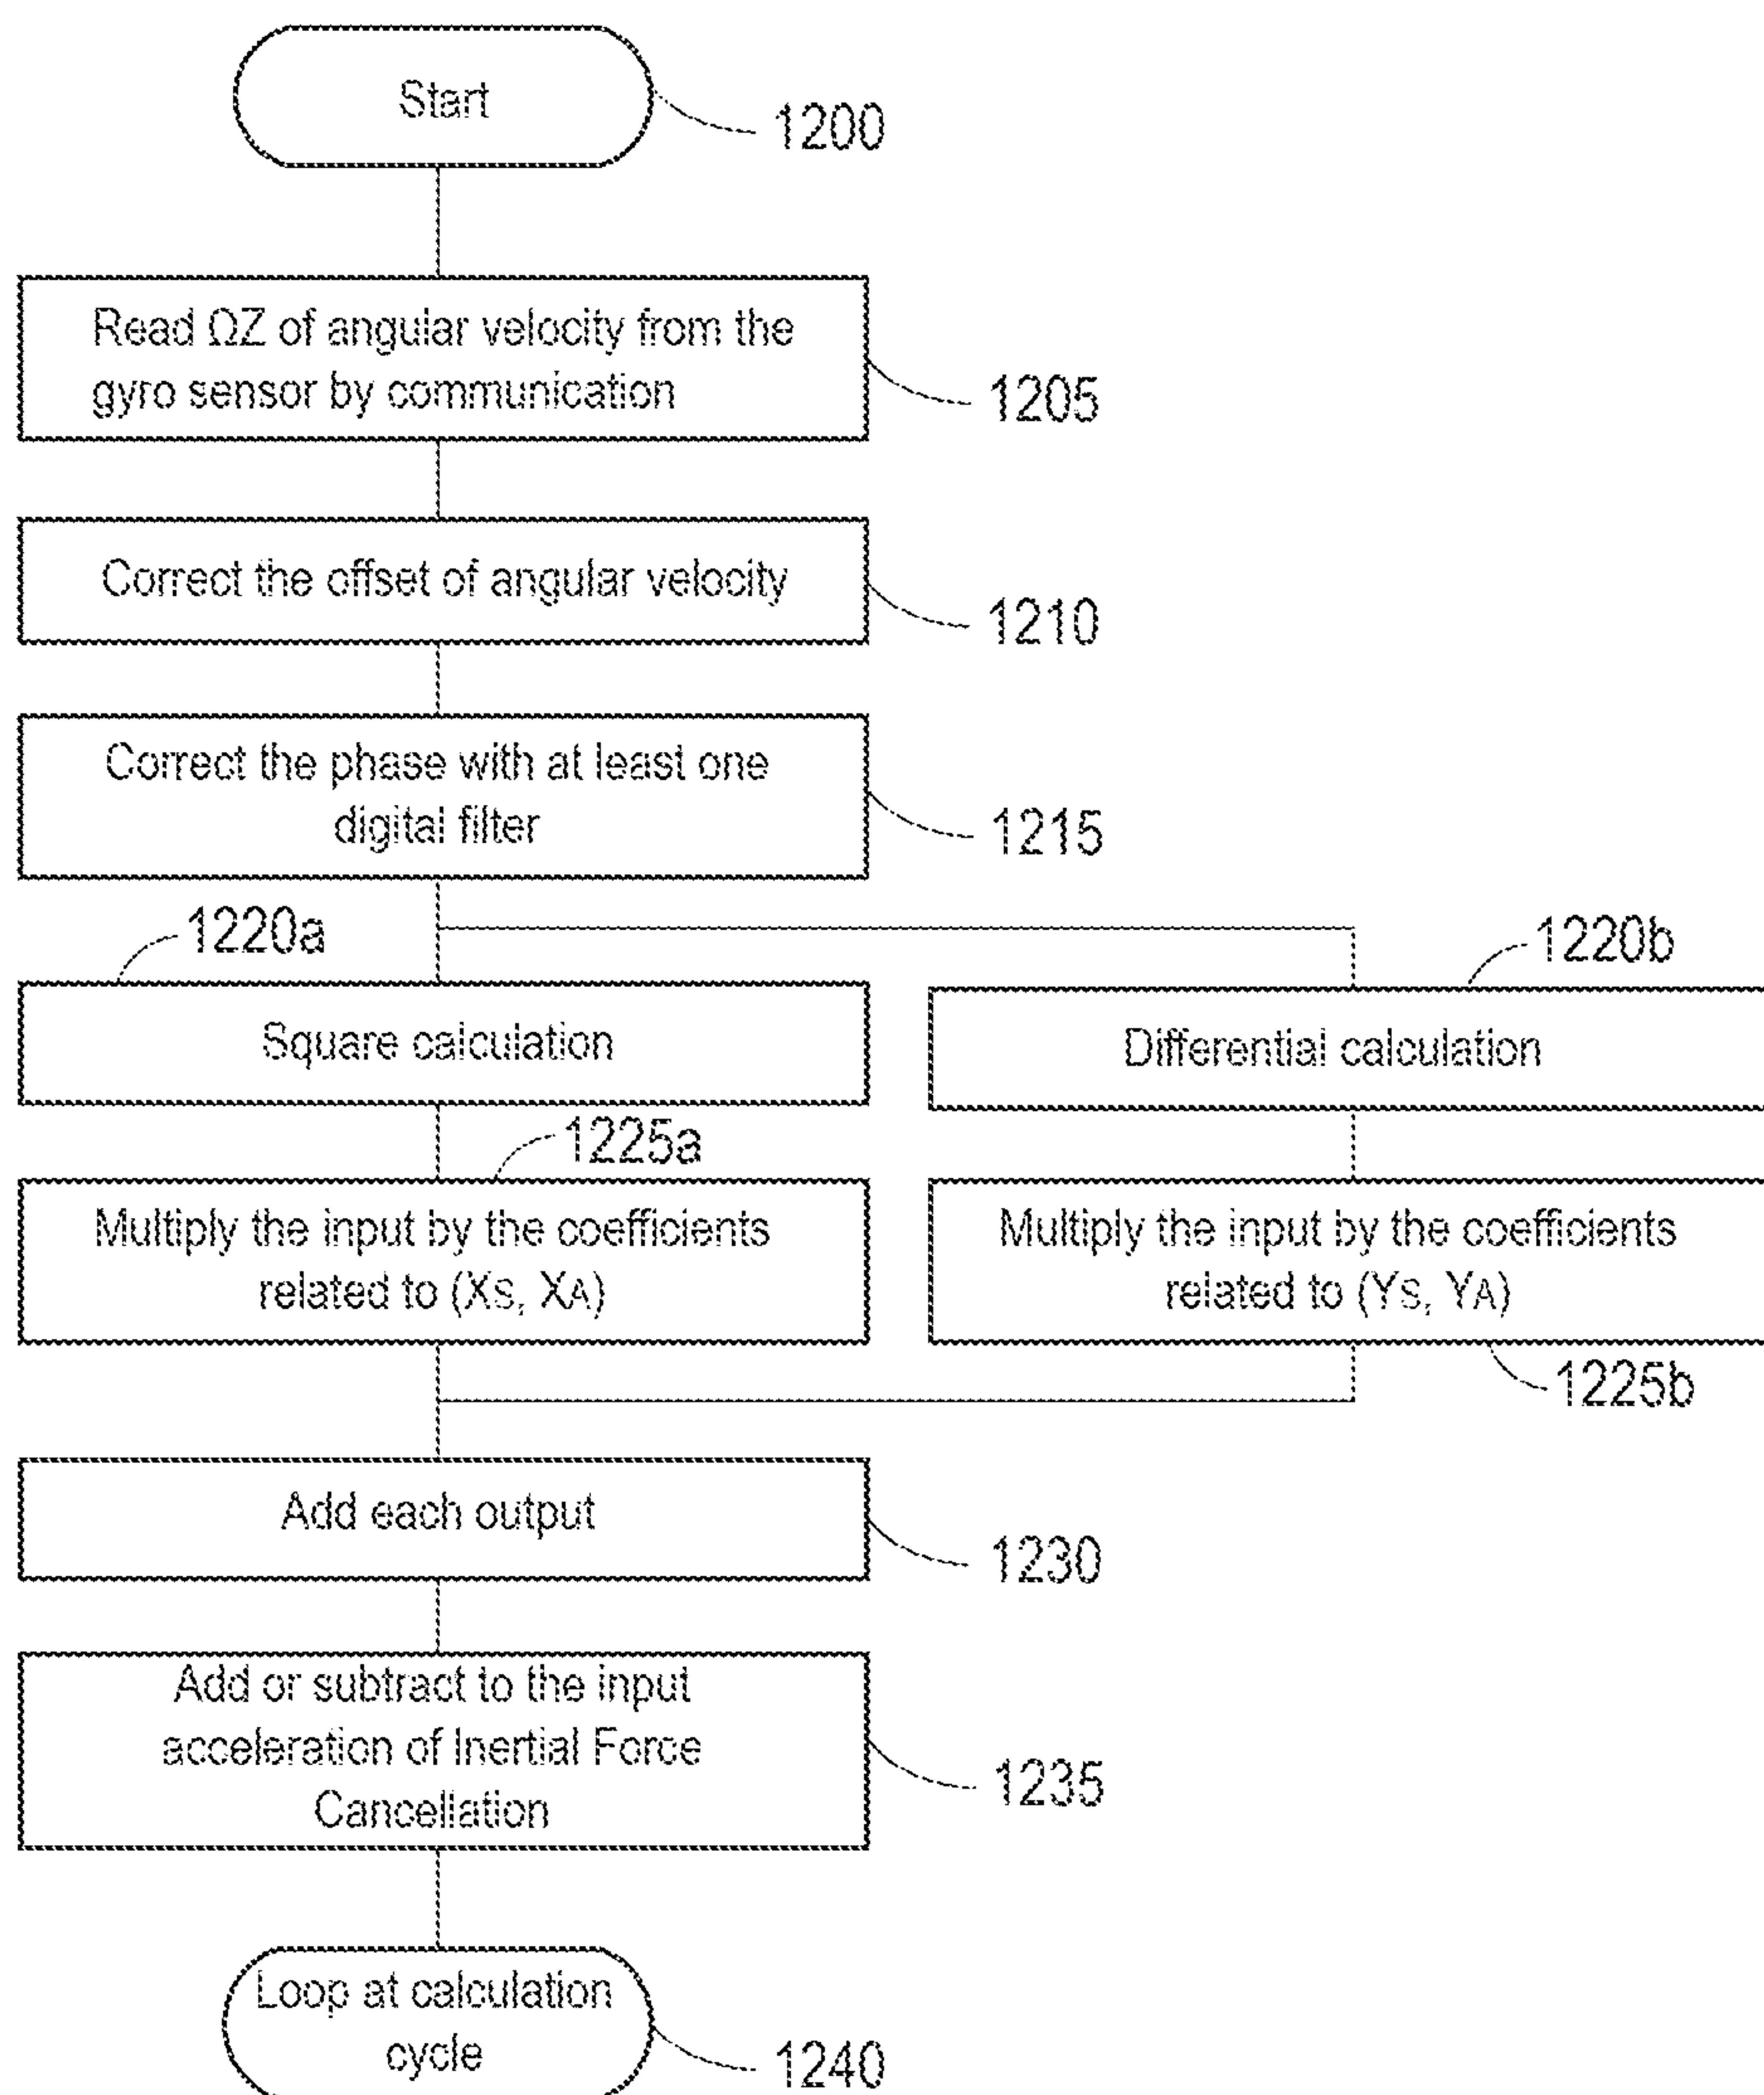 Start
1200
Read ΩZ of angular velocity from the
gyro sensor by communication
1205
Correct the offset of angular velocity
1210
Correct the phase with at least one
digital filter
1215
1220a
1220b
Square calculation
Differential calculation
1225a
Multiply the input by the coefficients
related to (XS, XA)
Multiply the input by the coefficients
related to (YS, YA)
1225b
Add each output
1230
Add or subtract to the input
acceleration of Inertial Force
Cancellation
1235
Loop at calculation
cycle
1240